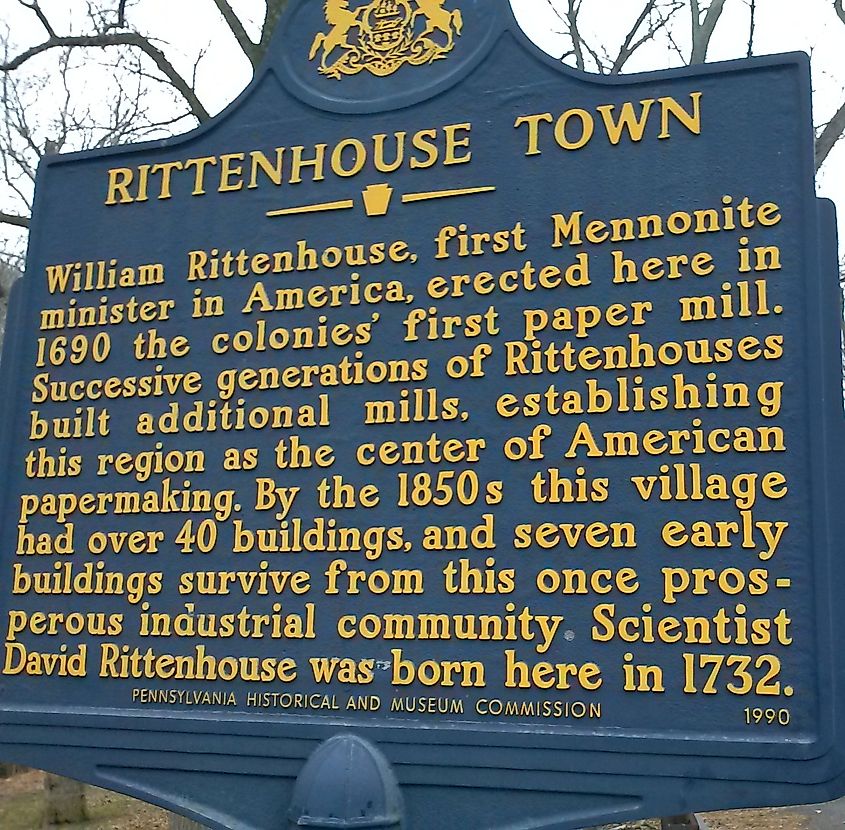 RITTENHOUSE TOWN
William Rittenhouse, first Mennonite
minister in America, erected here in
1690 the colonies' first paper mill.
Successive generations of Rittenhouses
built additional mills, establishing
this region as the center of American
papermaking. By the 1850s this village
had over 40 buildings, and seven early
buildings survive from this once pros-
perous industrial community. Scientist
David Rittenhouse was born here in 1732.
PENNSYLVANIA HISTORICAL AND MUSEUM COMMISSION 1990